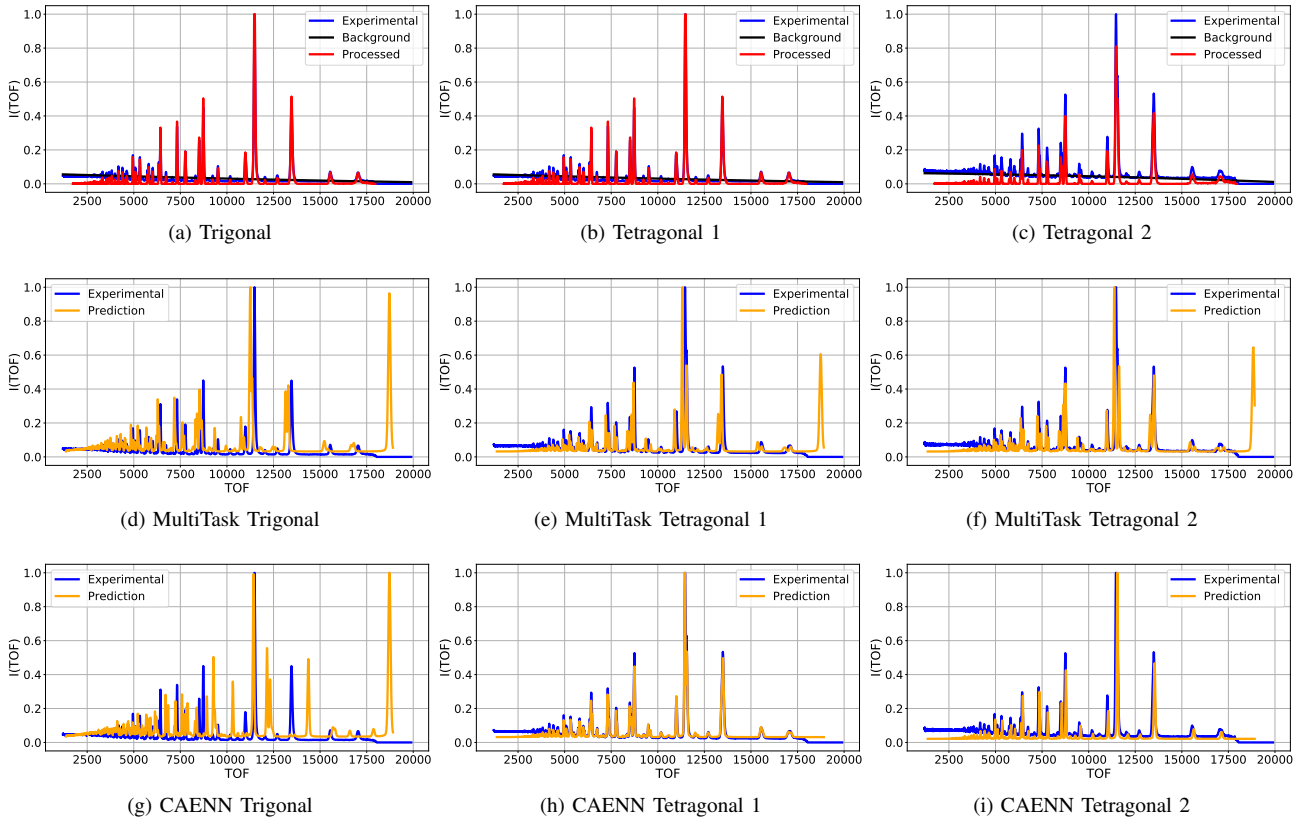 Experimental
Background
Processed
1.0
0.8
0.6
0.4
0.2
0.0
I(TOF)
2500 5000 7500 10000 12500 15000 17500 20000
(a) Trigonal
Experimental
Background
Processed
1.0
0.8
0.6
0.4
0.2
0.0
2500 5000 7500 10000 12500 15000 17500 20000
(b) Tetragonal 1
Experimental
Background
Processed
1.0
0.8
0.6
0.4
0.2
0.0
2500 5000 7500 10000 12500 15000 17500 20000
(c) Tetragonal 2
Experimental
Prediction
1.0
0.8
0.6
0.4
0.2
0.0
I(TOF)
2500 5000 7500 10000 12500 15000 17500 20000
TOF
(d) MultiTask Trigonal
Experimental
Prediction
1.0
0.8
0.6
0.4
0.2
0.0
I(TOF)
2500 5000 7500 10000 12500 15000 17500 20000
TOF
(e) MultiTask Tetragonal 1
Experimental
Prediction
1.0
0.8
0.6
0.4
0.2
0.0
I(TOF)
2500 5000 7500 10000 12500 15000 17500 20000
TOF
(f) MultiTask Tetragonal 2
Experimental
Prediction
1.0
0.8
0.6
0.4
0.2
0.0
I(TOF)
2500 5000 7500 10000 12500 15000 17500 20000
TOF
(g) CAENN Trigonal
Experimental
Prediction
1.0
0.8
0.6
0.4
0.2
0.0
I(TOF)
2500 5000 7500 10000 12500 15000 17500 20000
TOF
(h) CAENN Tetragonal 1
Experimental
Prediction
1.0
0.8
0.6
0.4
0.2
0.0
I(TOF)
2500 5000 7500 10000 12500 15000 17500 20000
TOF
(i) CAENN Tetragonal 2